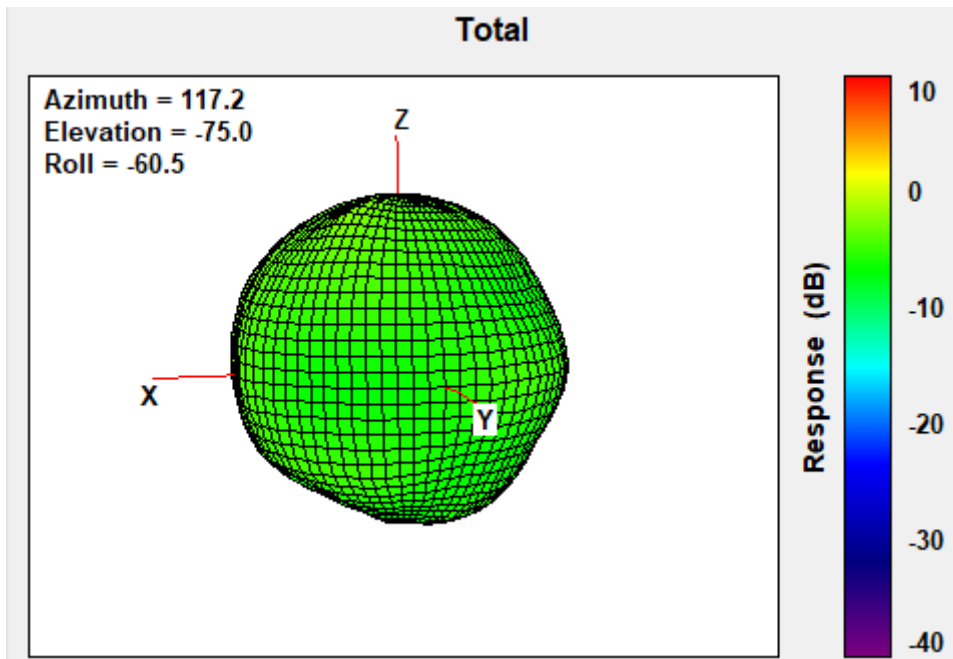 Total
Azimuth = 117.2
Elevation = -75.0
Roll = -60.5
Z
X
Y
10
0
-10
-20
-30
-40
Response (dB)